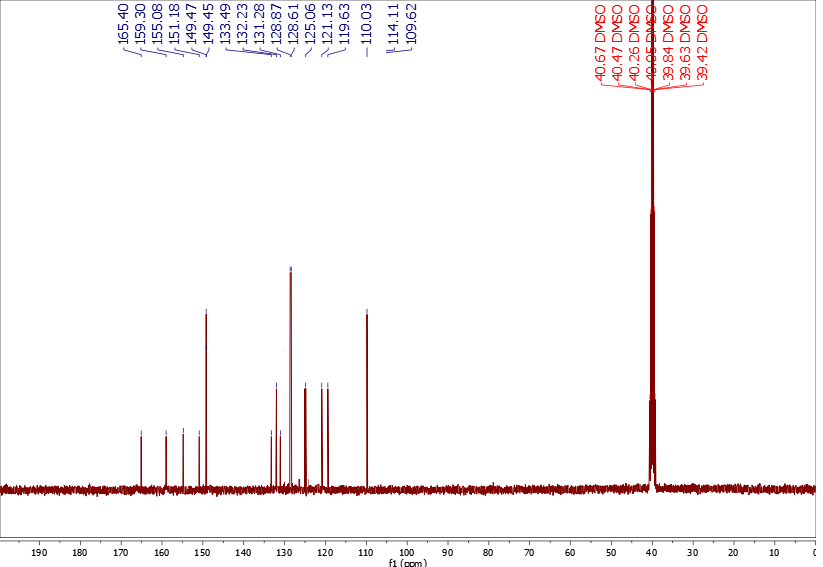 165.40
159.30
155.08
151.18
149.47
149.45
133.49
132.23
131.28
128.87
128.61
125.06
121.13
119.63
110.03
114.11
109.62
40.67 DMSO
40.47 DMSO
40.26 DMSO
40.05 DMSO
39.84 DMSO
39.63 DMSO
39.42 DMSO
190 180 170 160 150 140 130 120 110 100 90 80 70 60 50 40 30 20 10 0
f1 (ppm)